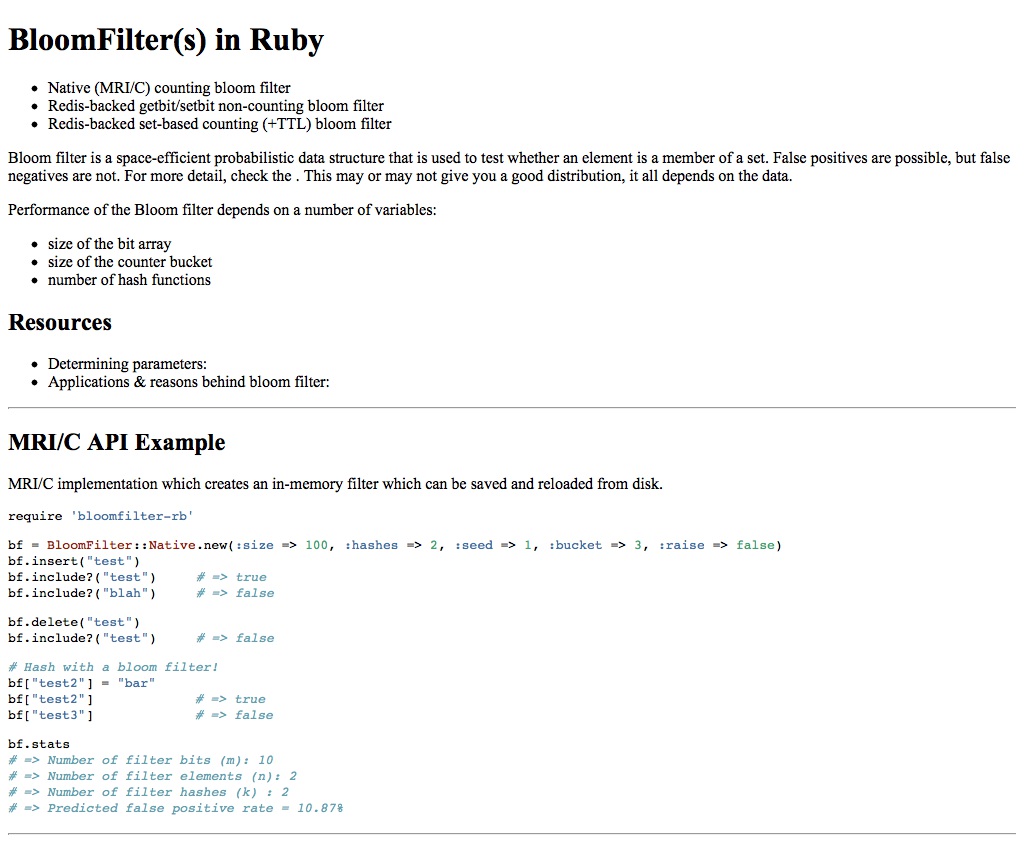 BloomFilter(s) in Ruby
• Native (MRI/C) counting bloom filter
• Redis-backed getbit/setbit non-counting bloom filter
• Redis-backed set-based counting (+TTL) bloom filter
Bloom filter is a space-efficient probabilistic data structure that is used to test whether an element is a member of a set. False positives are possible, but false
negatives are not. For more detail, check the . This may or may not give you a good distribution, it all depends on the data.
Performance of the Bloom filter depends on a number of variables:
• size of the bit array
• size of the counter bucket
• number of hash functions
Resources
• Determining parameters:
• Applications & reasons behind bloom filter:
MRI/C API Example
MRI/C implementation which creates an in-memory filter which can be saved and reloaded from disk.
require 'bloomfilter-rb'
bf = BloomFilter::Native.new(:size => 100, :hashes => 2, :seed => 1, :bucket => 3, :raise => false)
bf.insert("test")
bf.include?("test")     # => true
bf.include?("blah")     # => false
bf.delete("test")
bf.include?("test")     # => false
# Hash with a bloom filter!
bf["test2"] = "bar"
bf["test2"]             # => true
bf["test3"]             # => false
bf.stats
# => Number of filter bits (m): 10
# => Number of filter elements (n): 2
# => Number of filter hashes (k) : 2
# => Predicted false positive rate = 10.87%